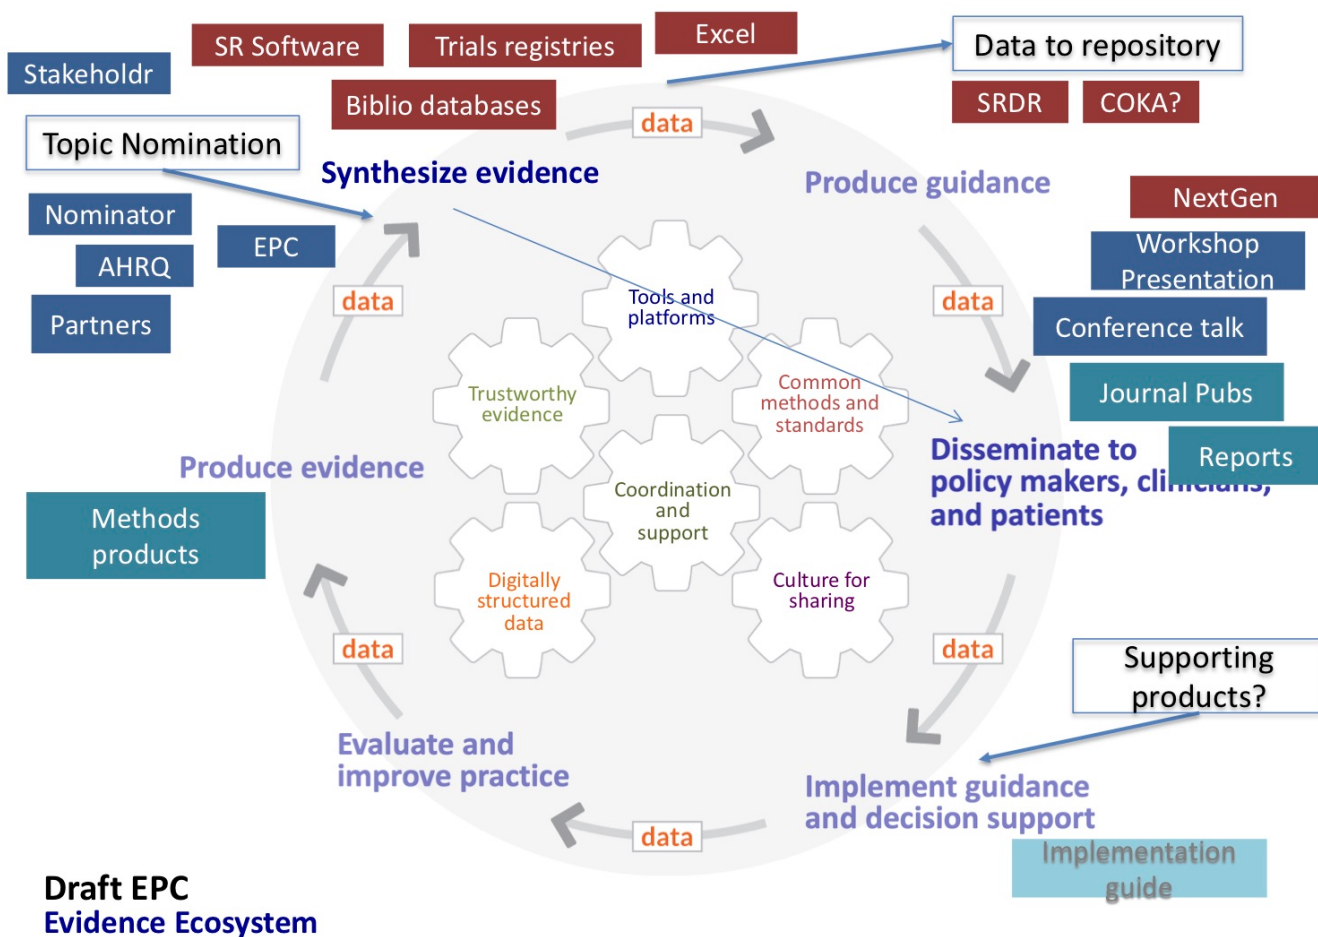 SR Software
Trials registries
Excel
Stakeholdr
Data to repository
Biblio databases
SRDR
COKA?
data
Topic Nomination
Synthesize evidence
Produce guidance
Nominator
NextGen
EPC
Workshop
Presentation
AHRQ
data
Tools and
platforms
data
Partners
Conference talk
Trustworthy
evidence
Common
methods and
standards
Journal Pubs
Produce evidence
Disseminate to
policy makers, clinicians,
and patients
Reports
Coordination
and
support
Methods
products
Digitally
structured
data
Culture for
sharing
data
data
Supporting
products?
Evaluate and
improve practice
Implement guidance
and decision support
data
Implementation
guide
Draft EPC
Evidence Ecosystem